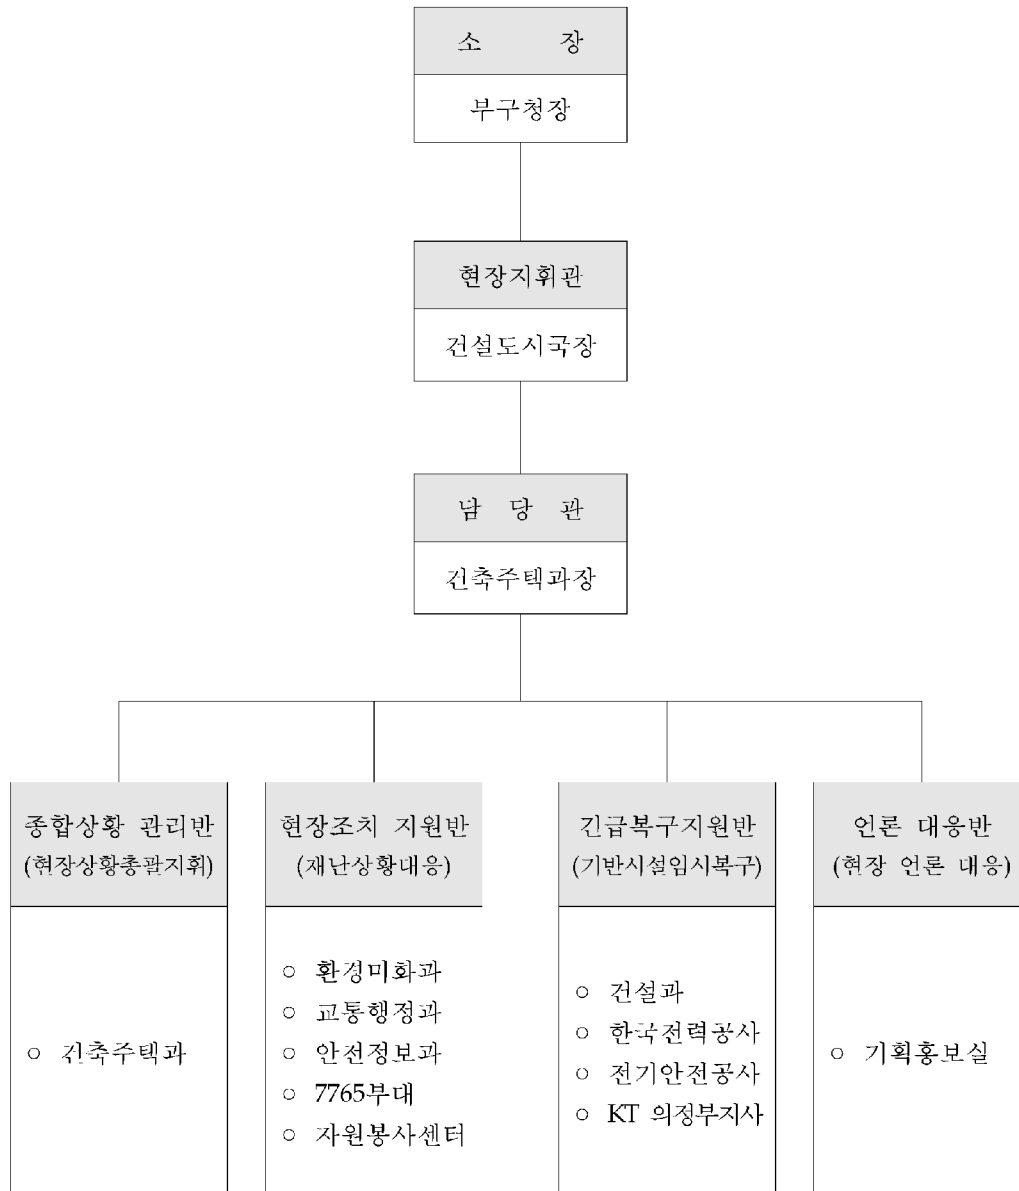 소 장
부구청장
현장지휘관
건설도시국장
담 당 관
건축주택과장
종합상황 관리반
(현장상황총괄지휘)
○ 건축주택과
현장조치 지원반
(재난상황대응)
○ 환경미화과
○ 교통행정과
○ 안전정보과
○ 7765부대
○ 자원봉사센터
긴급복구지원반
(기반시설임시복구)
○ 건설과
○ 한국전력공사
○ 전기안전공사
○ KT 의정부지사
언론 대응반
(현장 언론 대응)
○ 기획홍보실